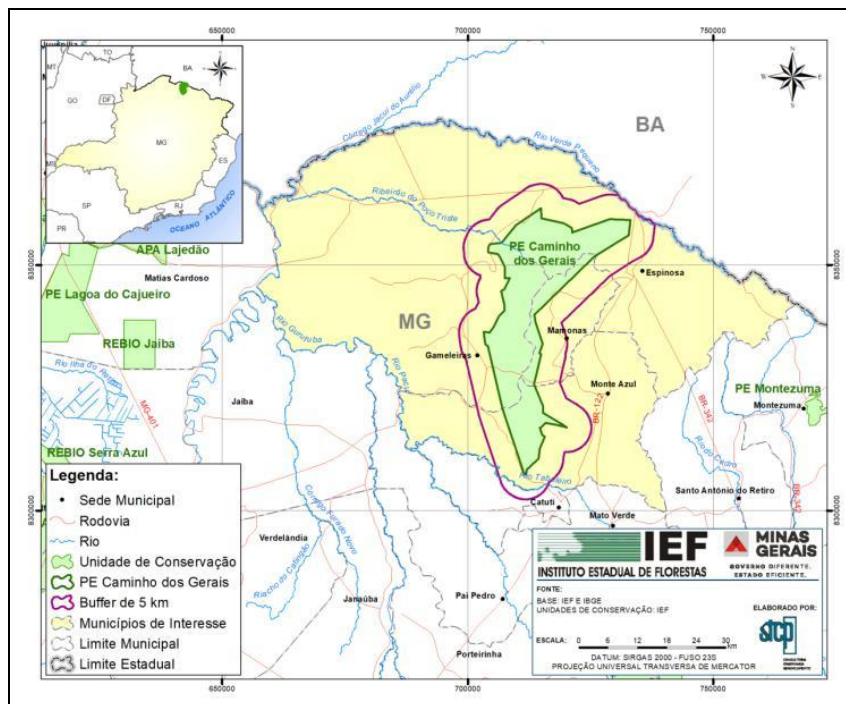 650000
700000
750000
TO
BA
MT
GO
DF
MG
MS
ES
SP
RJ
PR
OCEANO ATLÂNTICO
N
W
E
S
BA
Rio Verde Pequeno
Ribeirão do Poço Triste
8350000
8350000
APA Lajedão
Matias Cardoso
PE Lagoa do Cajueiro
REBIO Jaíba
PE Caminho
dos Gerais
Espinosa
MG
Mamonas
Gameleiras
Monte Azul
Jaíba
MG-401
BR-122
BR-342
PE Montezuma
Montezuma
REBIO Serra Azul
Catuti
Mato Verde
Santo Antônio do Retiro
8300000
8300000
Verdelândia
Janaúba
Pai Pedro
Porteirinha
Legenda:
Sede Municipal
Rodovia
Rio
Unidade de Conservação
PE Caminho dos Gerais
Buffer de 5 km
Municípios de Interesse
Limite Municipal
Limite Estadual
IEF
INSTITUTO ESTADUAL DE FLORESTAS
MINAS
GERAIS
GOVERNO DIFERENTE.
ESTADO EFICIENTE.
FONTE:
BASE: IEF E IBGE
UNIDADES DE CONSERVAÇÃO: IEF
ELABORADO POR:
stcp
ESCALA:
0 6 12 18 24 30
km
DATUM: SIRGAS 2000 - FUSO 23S
PROJEÇÃO UNIVERSAL TRANSVERSA DE MERCATOR
650000
700000
750000